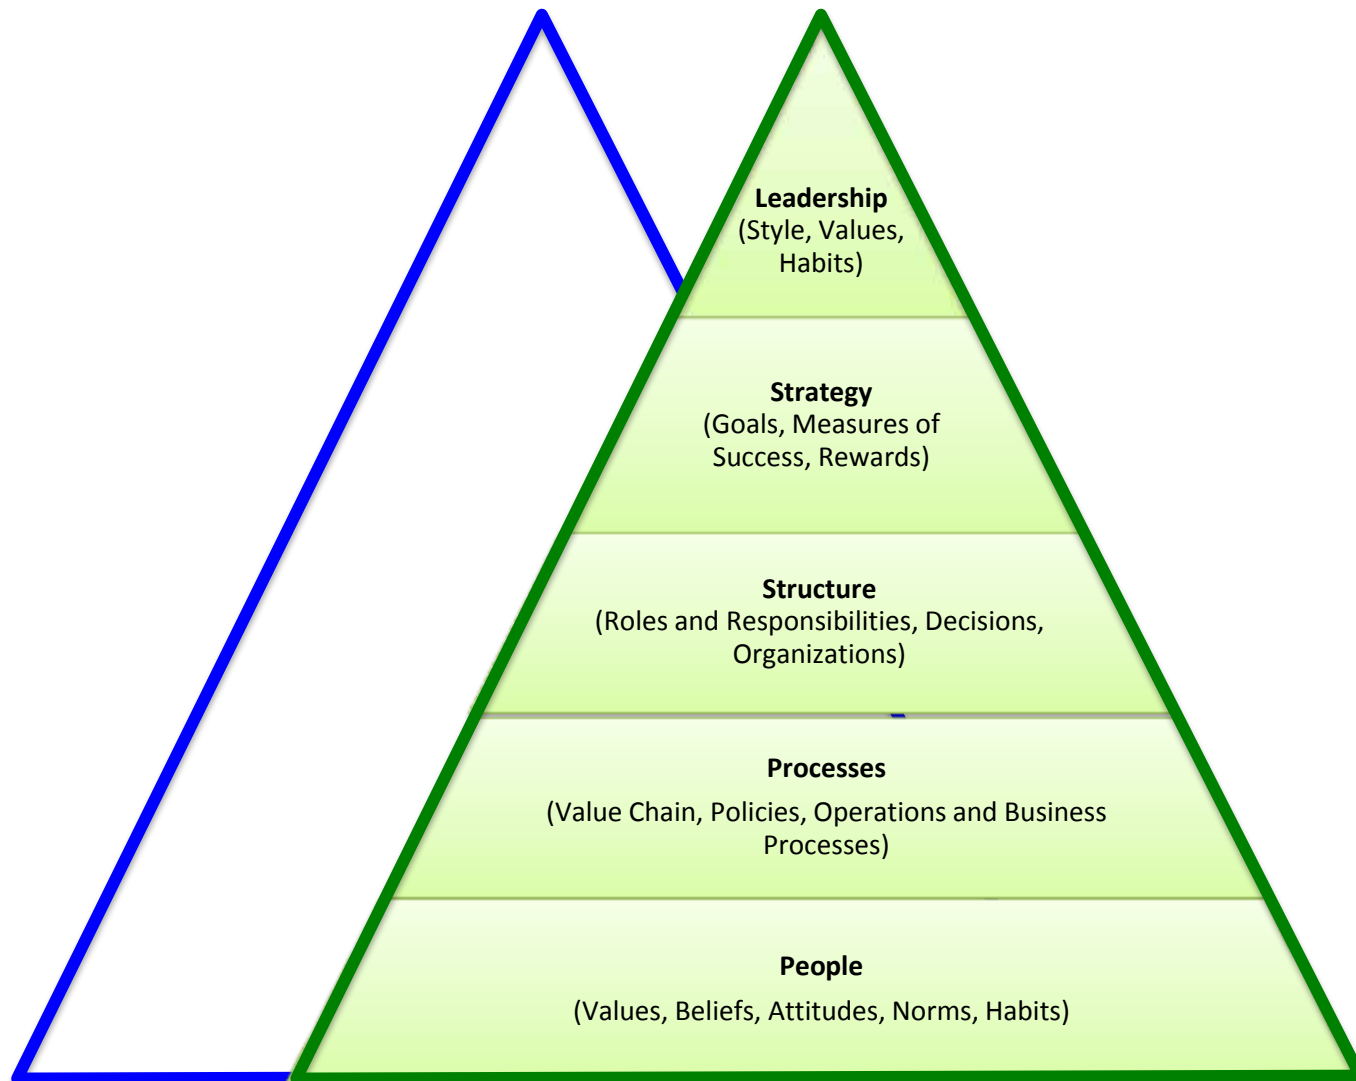 Leadership
(Style, Values,
Habits)
Strategy
(Goals, Measures of
Success, Rewards)
Structure
(Roles and Responsibilities, Decisions,
Organizations)
Processes
(Value Chain, Policies, Operations and Business
Processes)
People
(Values, Beliefs, Attitudes, Norms, Habits)